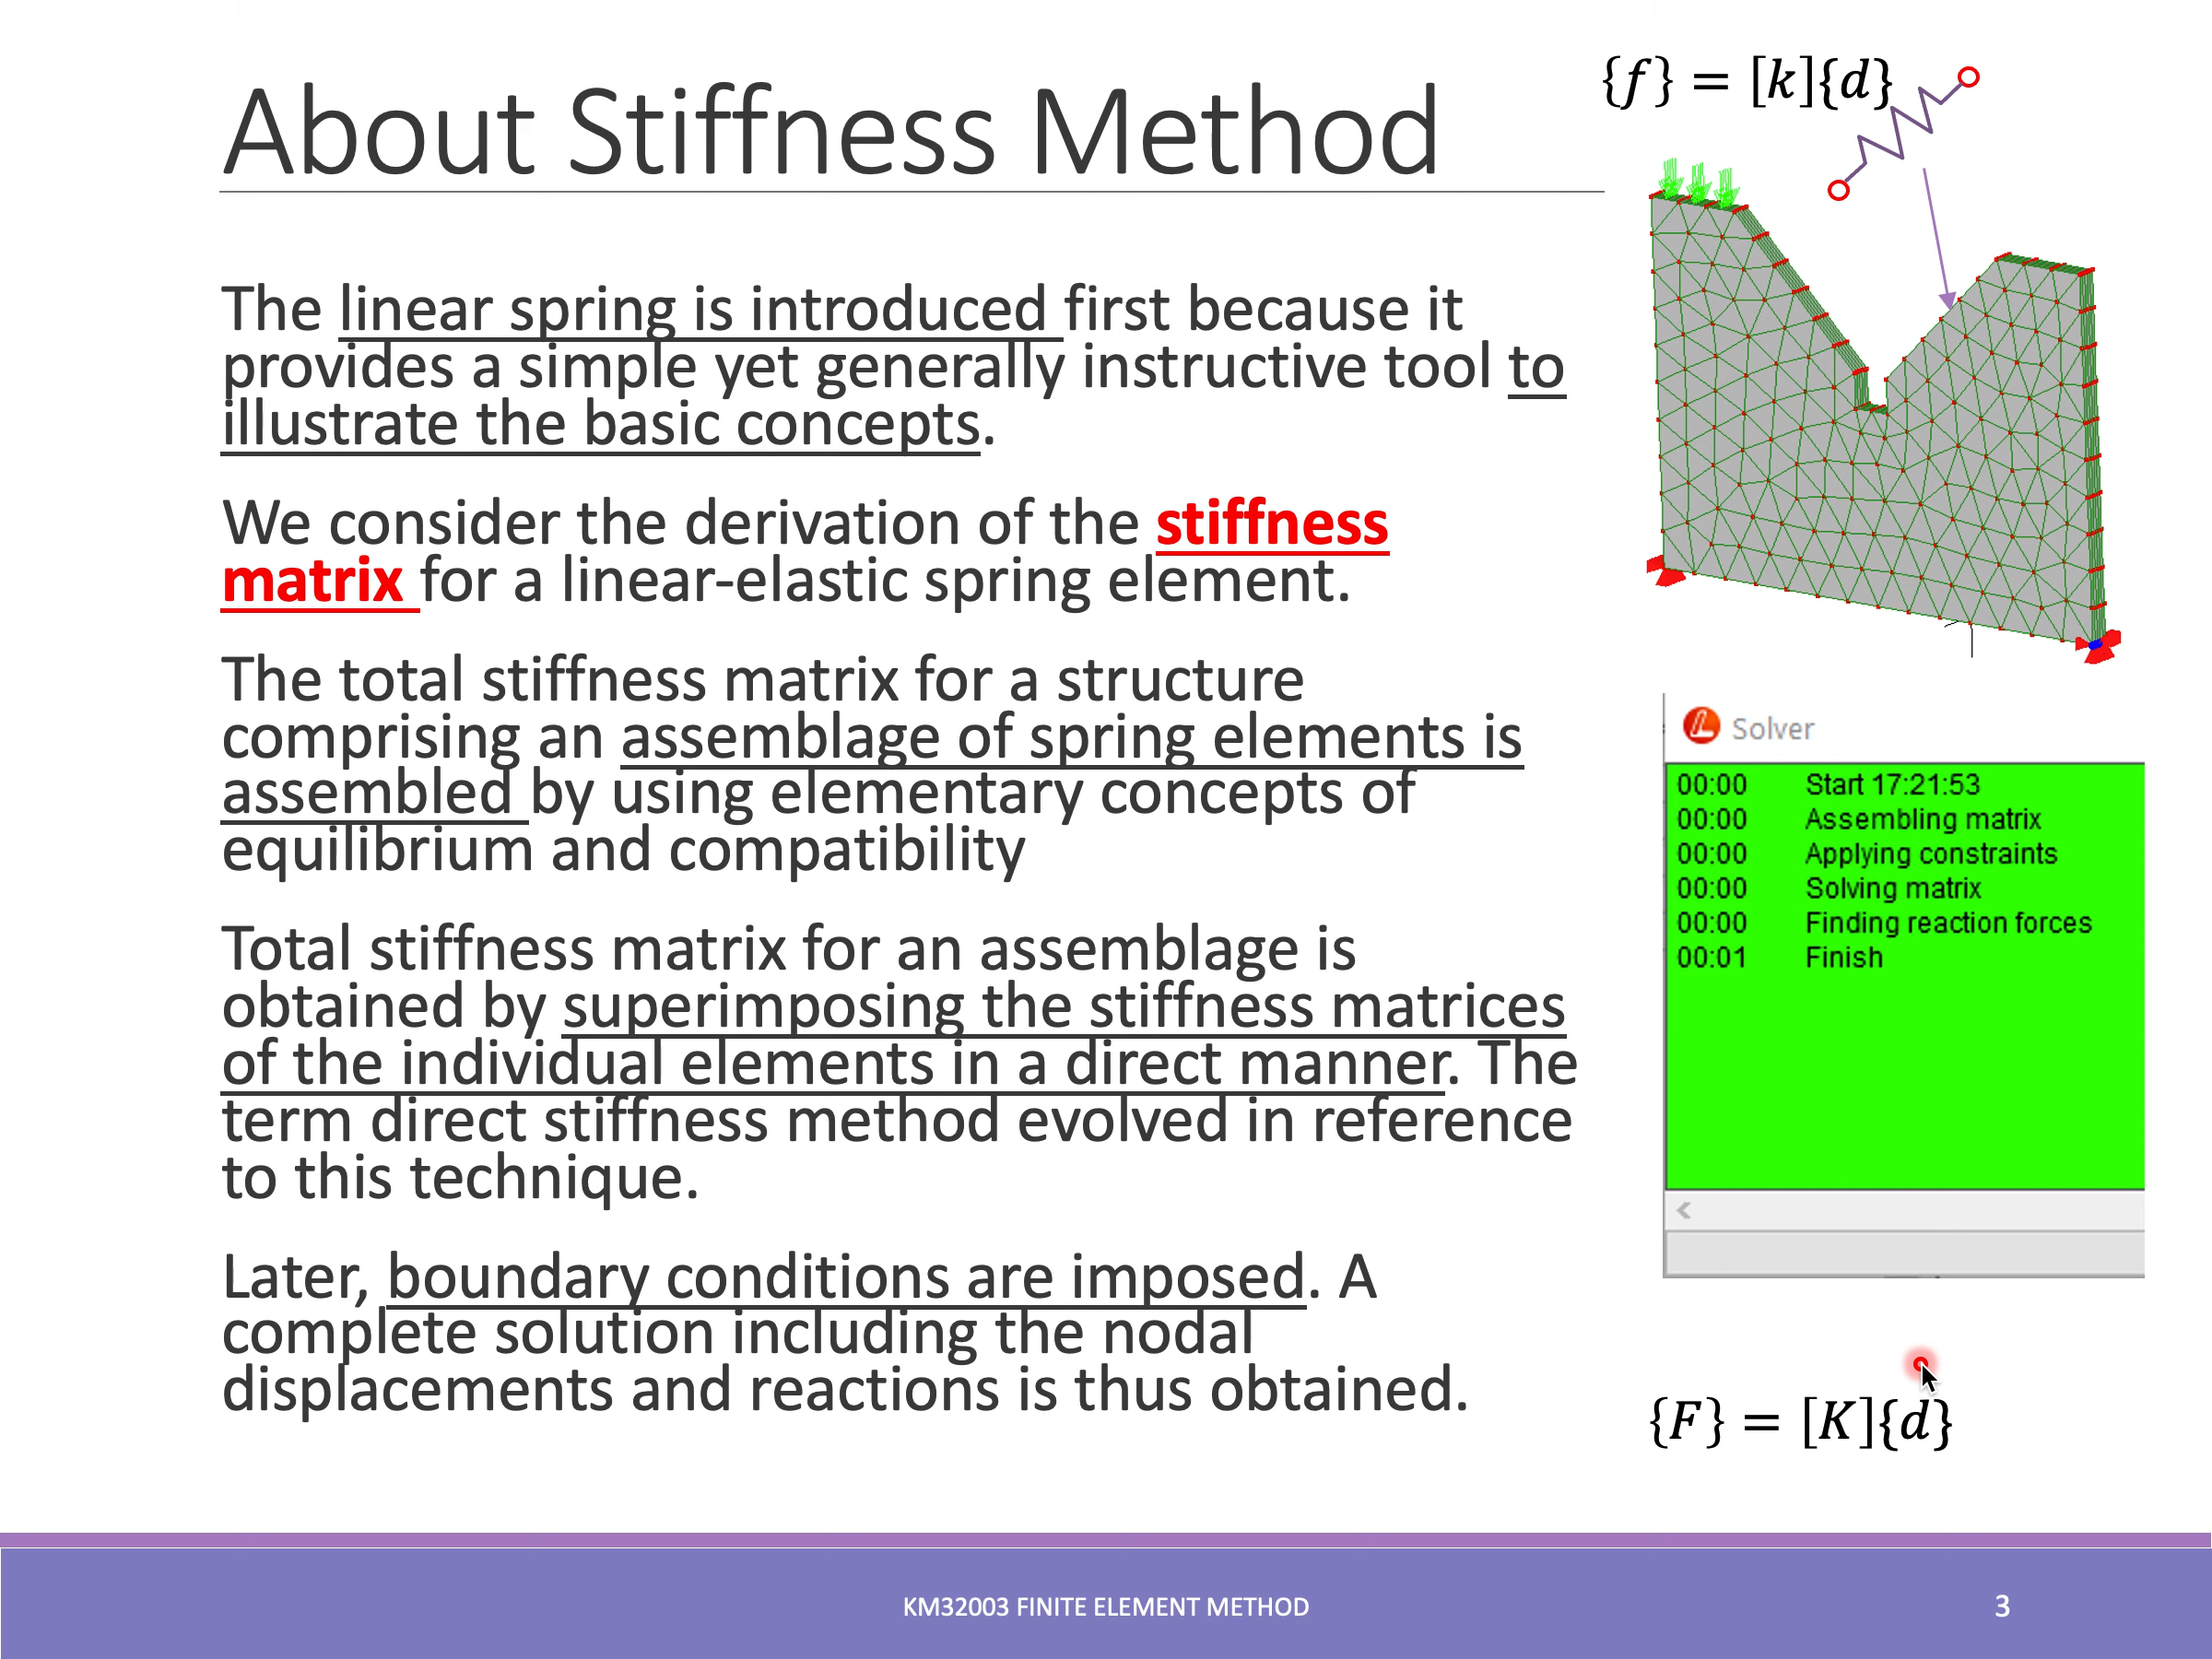 About Stiffness Method
{f} = [k]{d}
The linear spring is introduced first because it
provides a simple yet generally instructive tool to
illustrate the basic concepts.
We consider the derivation of the stiffness
matrix for a linear-elastic spring element.
The total stiffness matrix for a structure
comprising an assemblage of spring elements is
assembled by using elementary concepts of
equilibrium and compatibility
Total stiffness matrix for an assemblage is
obtained by superimposing the stiffness matrices
of the individual elements in a direct manner. The
term direct stiffness method evolved in reference
to this technique.
Later, boundary conditions are imposed. A
complete solution including the nodal
displacements and reactions is thus obtained.
Solver
00:00 Start 17:21:53
00:00 Assembling matrix
00:00 Applying constraints
00:00 Solving matrix
00:00 Finding reaction forces
00:01 Finish
{F} = [K]{d}
KM32003 FINITE ELEMENT METHOD
3